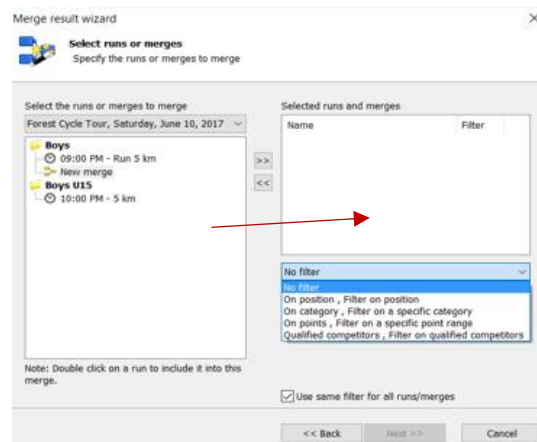 Merge result wizard
Select runs or merges
Specify the runs or merges to merge
Select the runs or merges to merge
Forest Cycle Tour, Saturday, June 10, 2017
Boys
09:00 PM - Run 5 km
New merge
Boys U15
10:00 PM - 5 km
Note: Double click on a run to include it into this
merge.
>>
<<
Selected runs and merges
Name Filter
No filter
No filter
On position , Filter on position
On category , Filter on a specific category
On points , Filter on a specific point range
Qualified competitors , Filter on qualified competitors
Use same filter for all runs/merges
<< Back Next >> Cancel